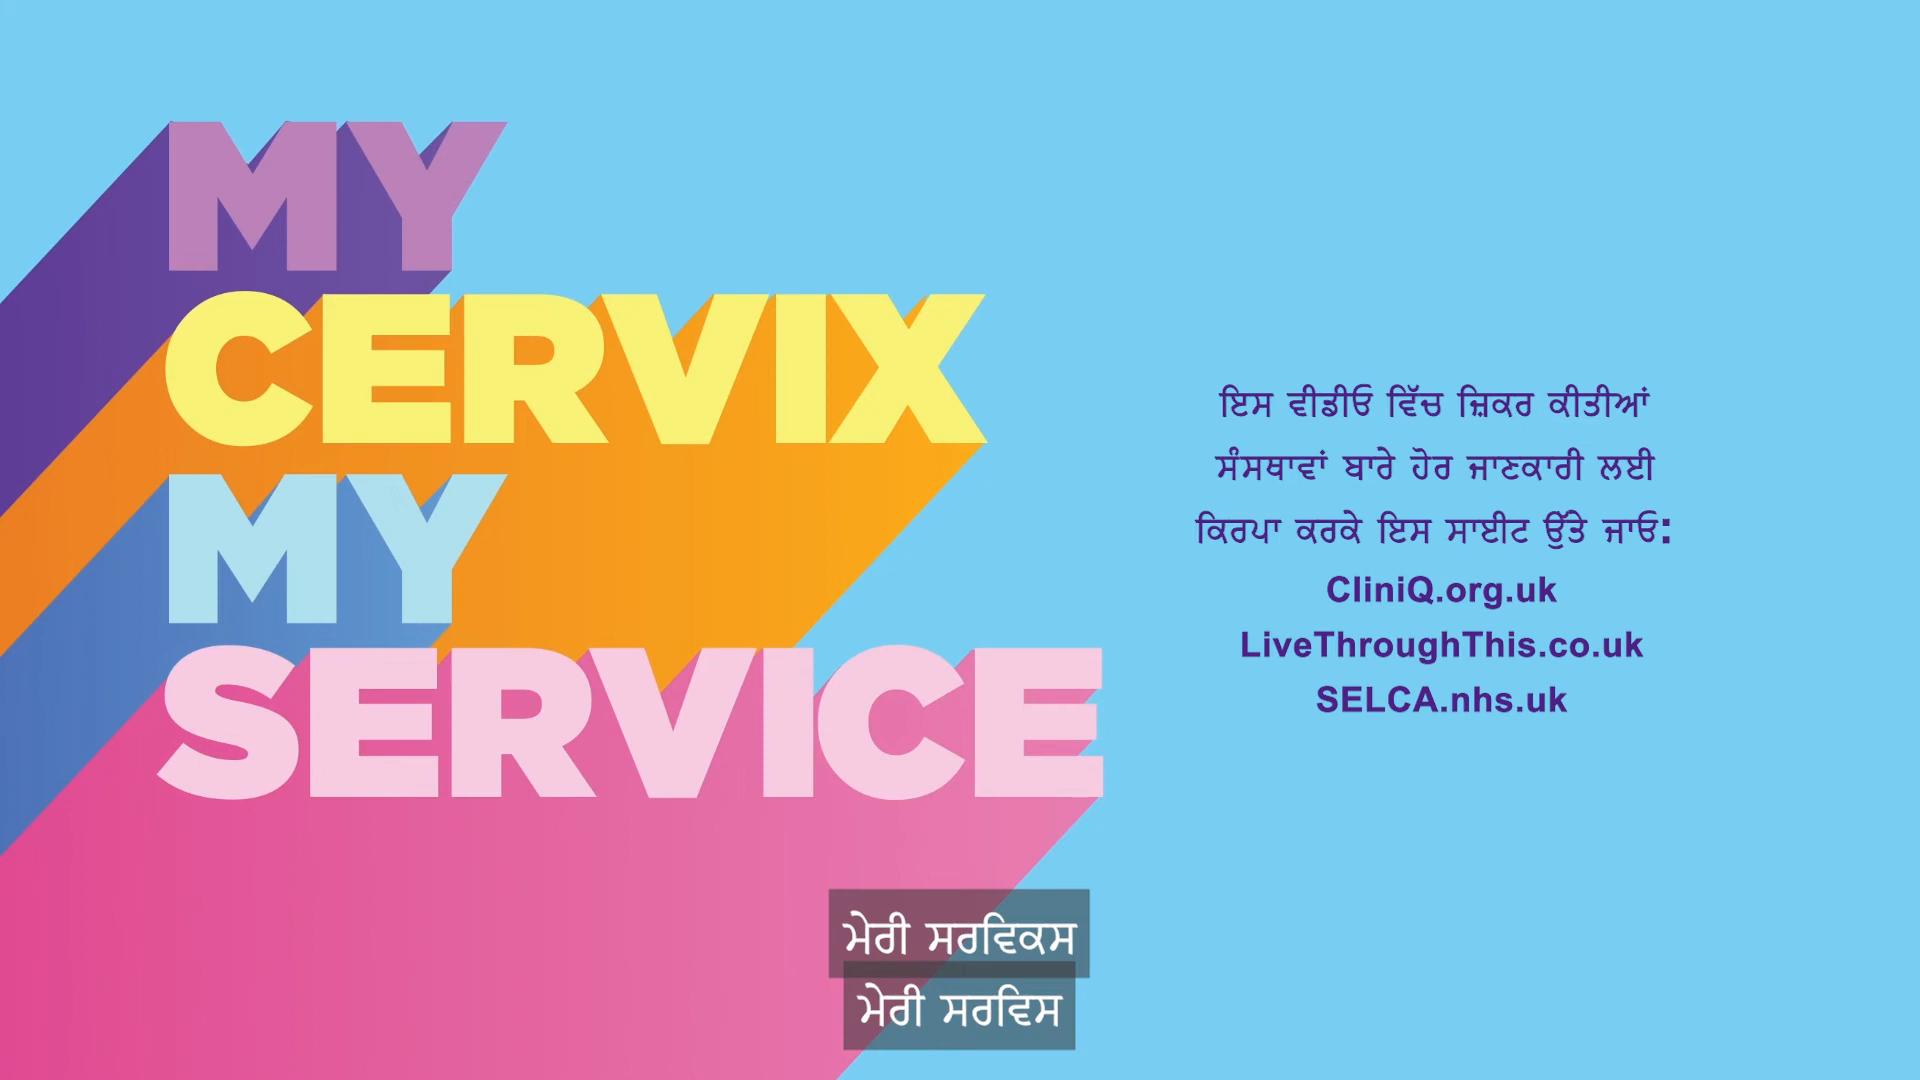 MY
CERVIX
MY
SERVICE
ਇਸ ਵੀਡੀਓ ਵਿੱਚ ਜ਼ਿਕਰ ਕੀਤੀਆਂ
ਸੰਸਥਾਵਾਂ ਬਾਰੇ ਹੋਰ ਜਾਣਕਾਰੀ ਲਈ
ਕਿਰਪਾ ਕਰਕੇ ਇਸ ਸਾਈਟ ਉੱਤੇ ਜਾਓ:
CliniQ.org.uk
LiveThroughThis.co.uk
SELCA.nhs.uk
ਮੇਰੀ ਸਰਵਿਕਸ
ਮੇਰੀ ਸਰਵਿਸ